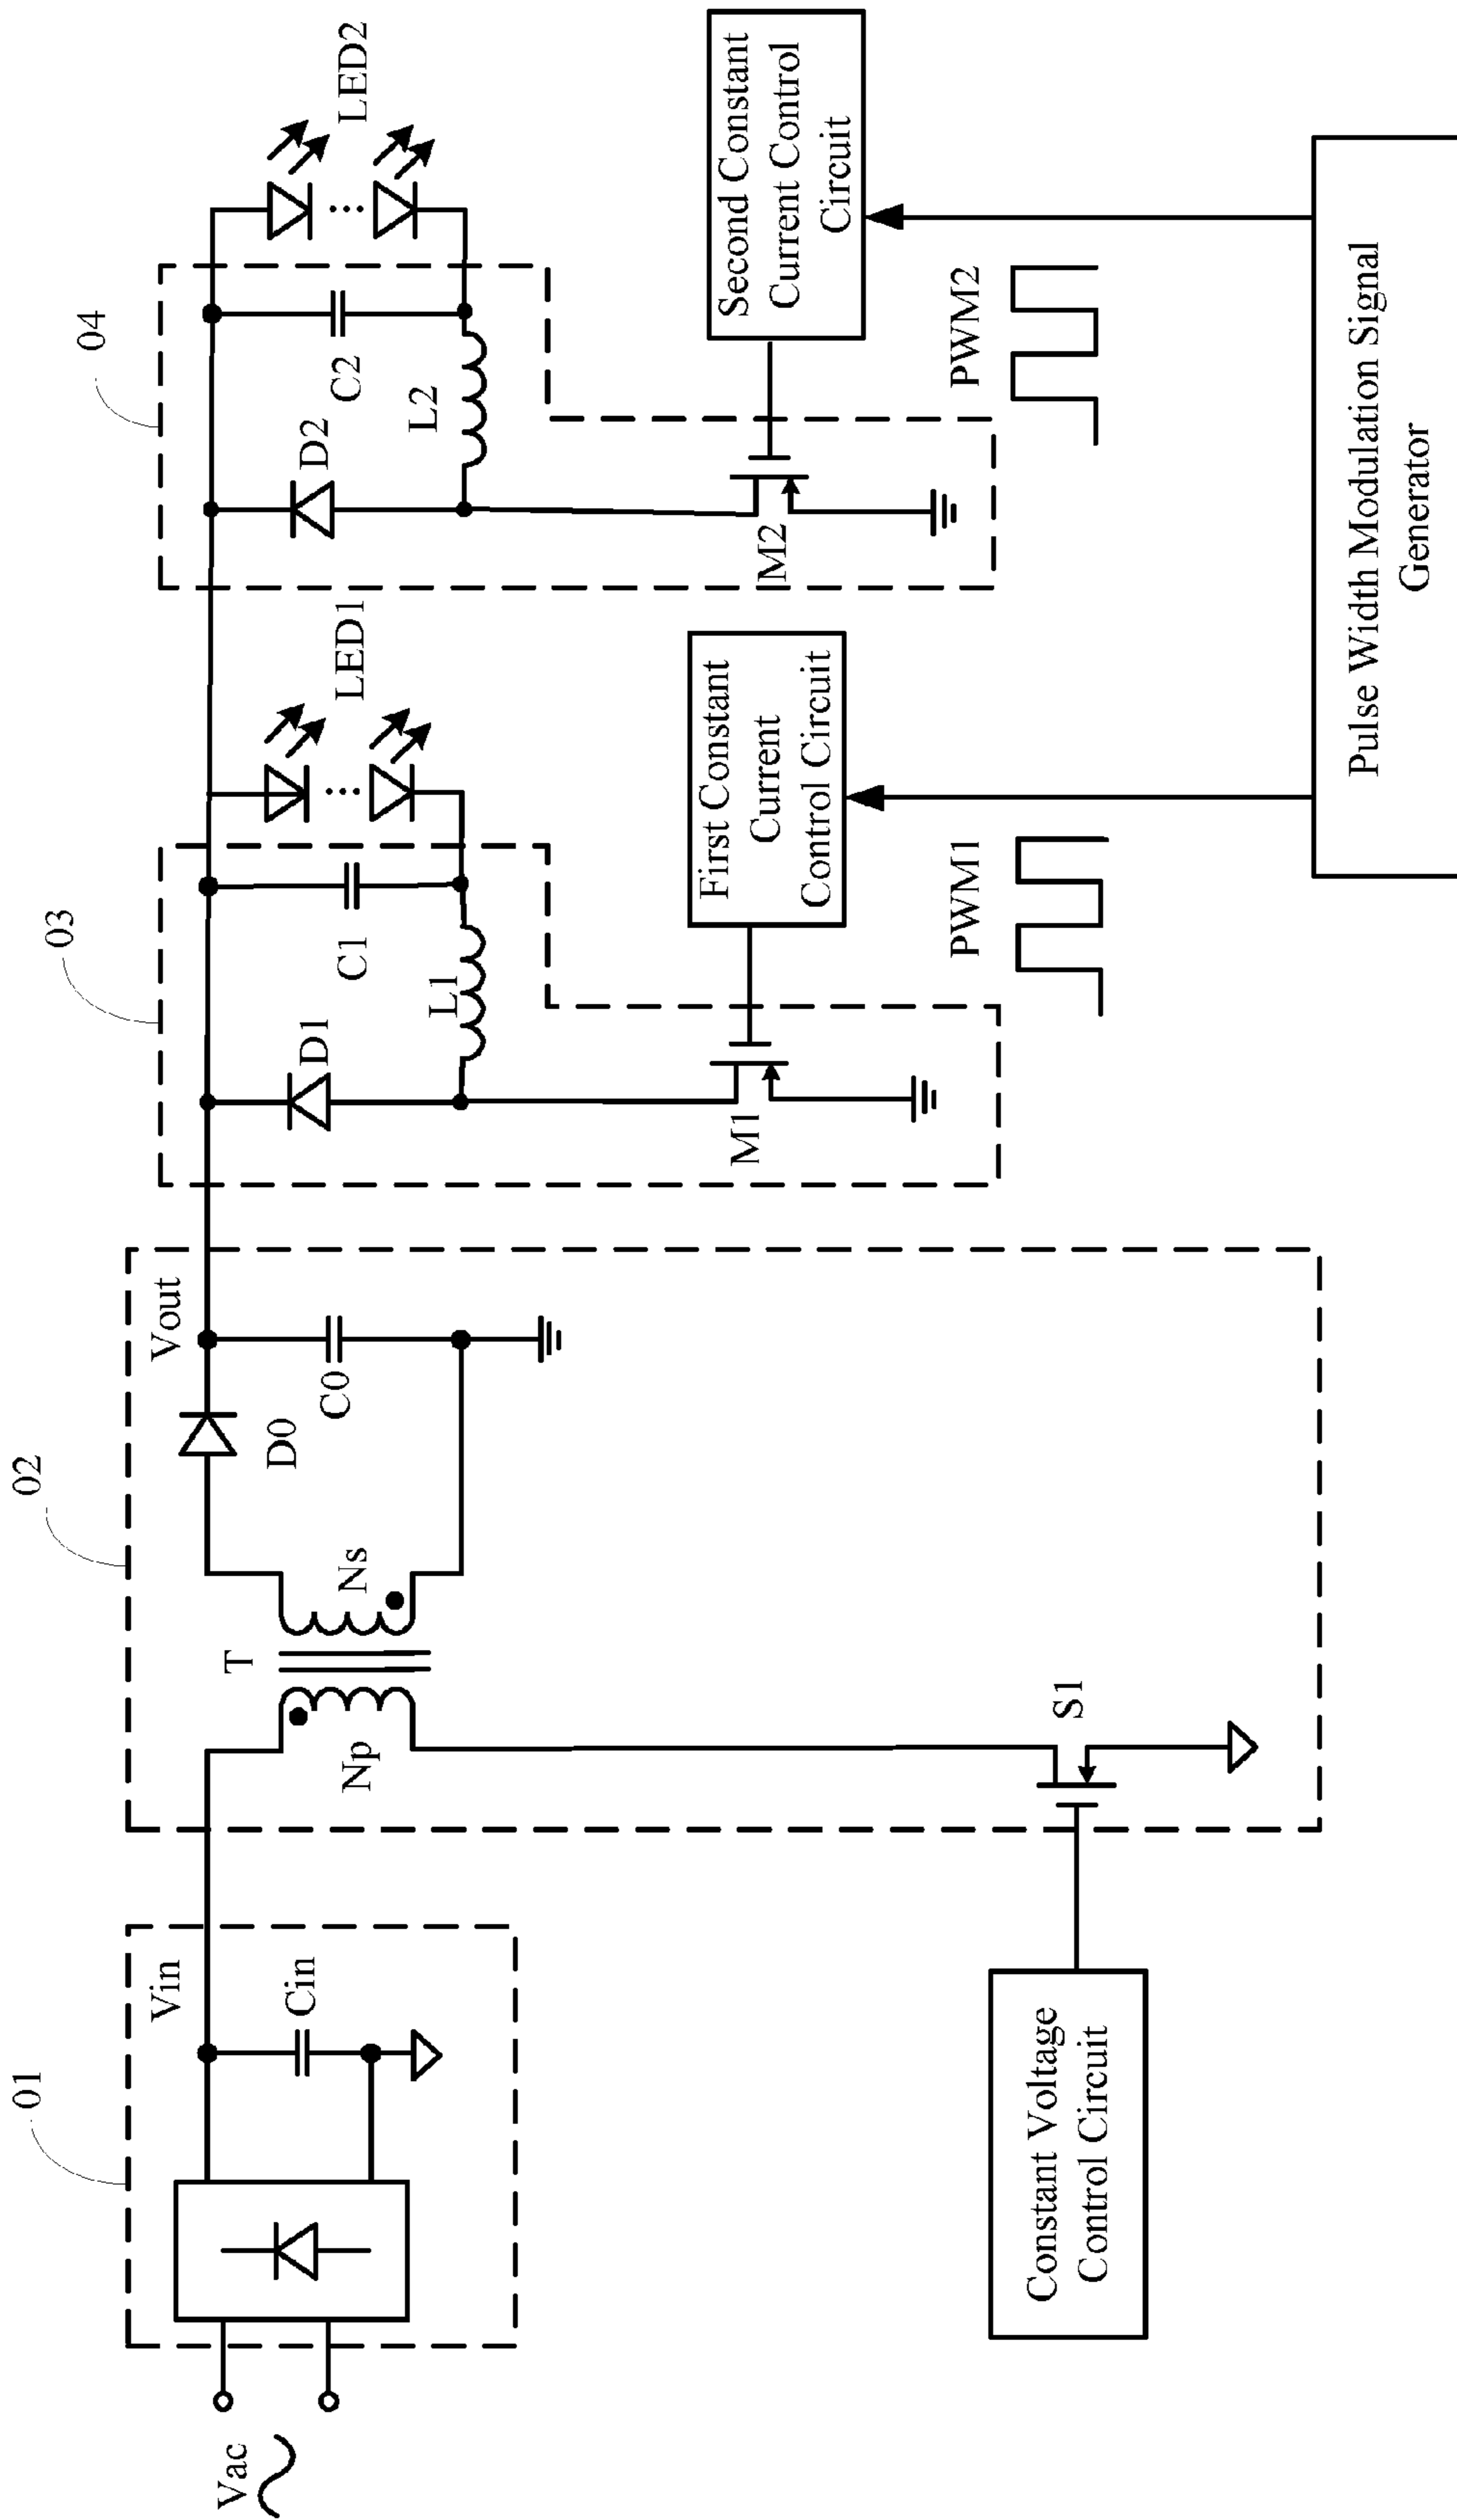 01
02
03
04
Vac
Vin
Cin
T
Np
Ns
S1
D0
Vout
C0
D1
C1
L1
LED1
M1
D2
C2
L2
LED2
M2
Constant Voltage
Control Circuit
First Constant
Current
Control Circuit
Second Constant
Current Control
Circuit
PWM1
PWM2
Pulse Width Modulation Signal
Generator